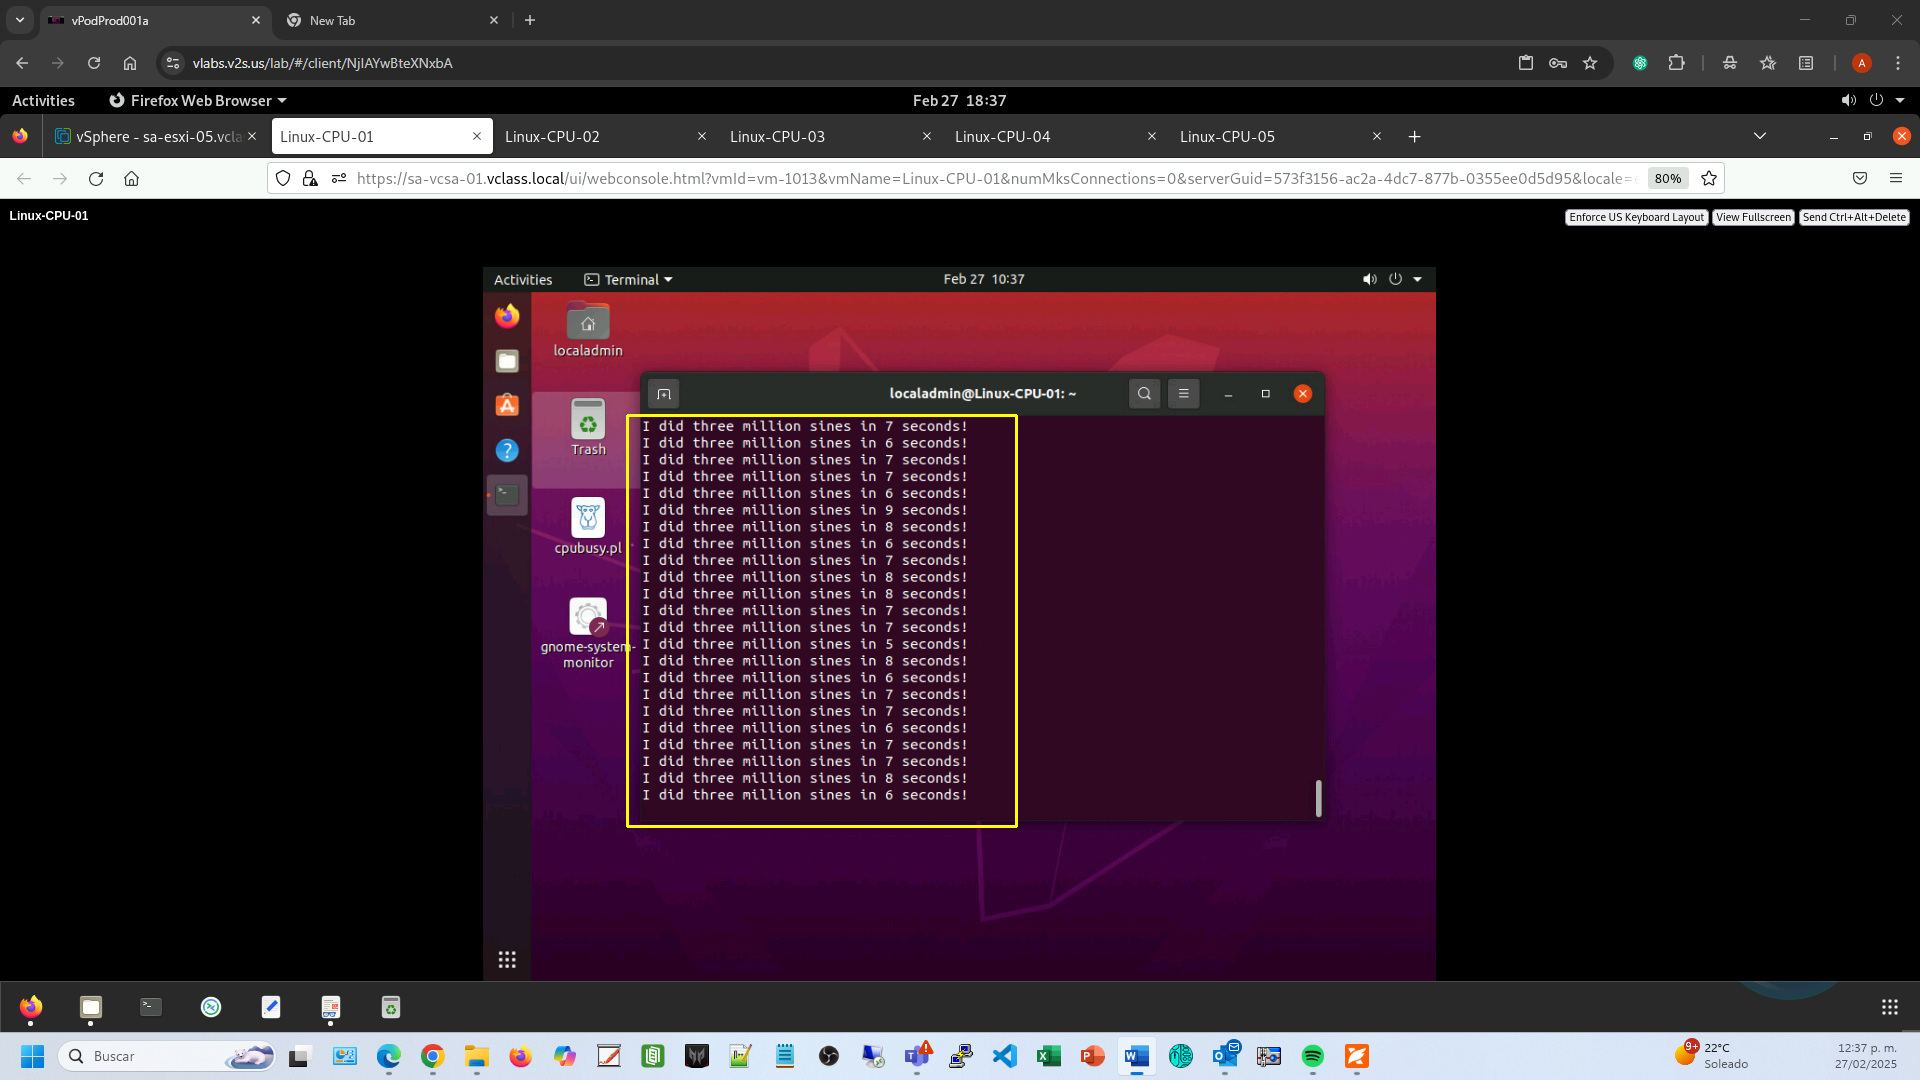 vPodProd001a
New Tab
vlabs.v2s.us/lab/#/client/NjIAYwBteXNxbA
A
Activities
Firefox Web Browser
Feb 27 18:37
vSphere - sa-esxi-05.vcla
Linux-CPU-01
Linux-CPU-02
Linux-CPU-03
Linux-CPU-04
Linux-CPU-05
https://sa-vcsa-01.vclass.local/ui/webconsole.html?vmId=vm-1013&vmName=Linux-CPU-01&numMksConnections=0&serverGuid=573f3156-ac2a-4dc7-877b-0355ee0d5d95&locale=
80%
Linux-CPU-01
Enforce US Keyboard Layout
View Fullscreen
Send Ctrl+Alt+Delete
Activities
Terminal
Feb 27 10:37
localadmin
Trash
cpubusy.pl
gnome-system-
monitor
localadmin@Linux-CPU-01: ~
I did three million sines in 7 seconds!
I did three million sines in 6 seconds!
I did three million sines in 7 seconds!
I did three million sines in 7 seconds!
I did three million sines in 6 seconds!
I did three million sines in 9 seconds!
I did three million sines in 8 seconds!
I did three million sines in 6 seconds!
I did three million sines in 7 seconds!
I did three million sines in 8 seconds!
I did three million sines in 8 seconds!
I did three million sines in 7 seconds!
I did three million sines in 7 seconds!
I did three million sines in 5 seconds!
I did three million sines in 8 seconds!
I did three million sines in 6 seconds!
I did three million sines in 7 seconds!
I did three million sines in 7 seconds!
I did three million sines in 6 seconds!
I did three million sines in 7 seconds!
I did three million sines in 7 seconds!
I did three million sines in 8 seconds!
I did three million sines in 6 seconds!
Buscar
9+
22°C
Soleado
12:37 p. m.
27/02/2025